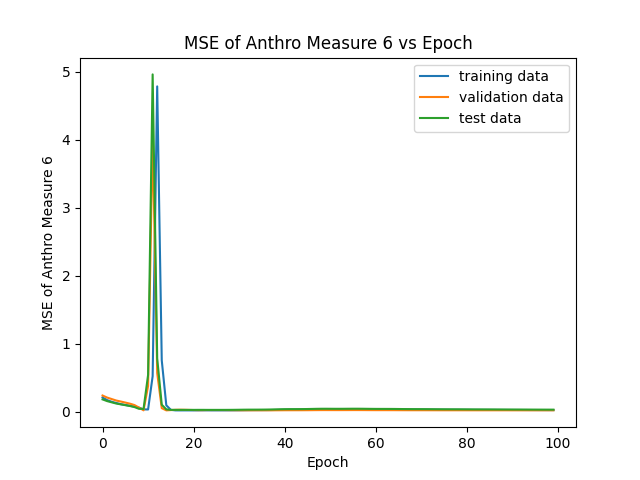 MSE of Anthro Measure 6 vs Epoch
training data
validation data
test data
MSE of Anthro Measure 6
5
4
3
2
1
0
0 20 40 60 80 100
Epoch